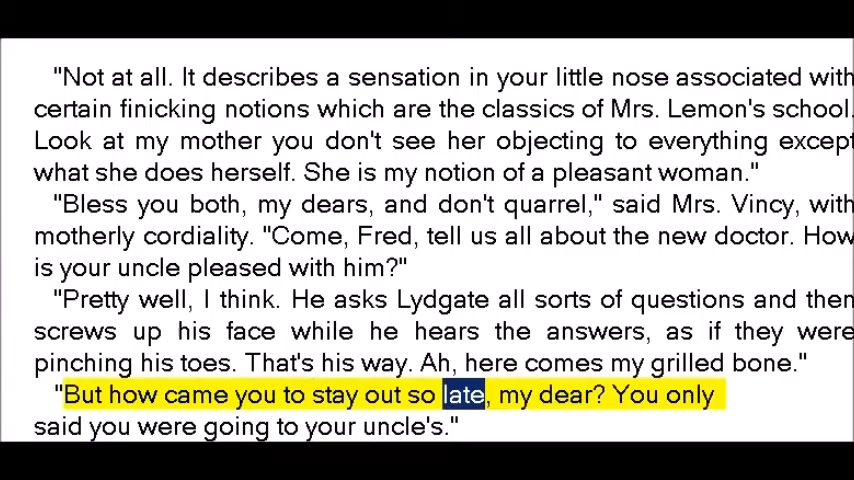 "Not at all. It describes a sensation in your little nose associated with
certain finicking notions which are the classics of Mrs. Lemon's school.
Look at my mother you don't see her objecting to everything except
what she does herself. She is my notion of a pleasant woman."
"Bless you both, my dears, and don't quarrel," said Mrs. Vincy, with
motherly cordiality. "Come, Fred, tell us all about the new doctor. How
is your uncle pleased with him?"
"Pretty well, I think. He asks Lydgate all sorts of questions and then
screws up his face while he hears the answers, as if they were
pinching his toes. That's his way. Ah, here comes my grilled bone."
"But how came you to stay out so late, my dear? You only
said you were going to your uncle's."